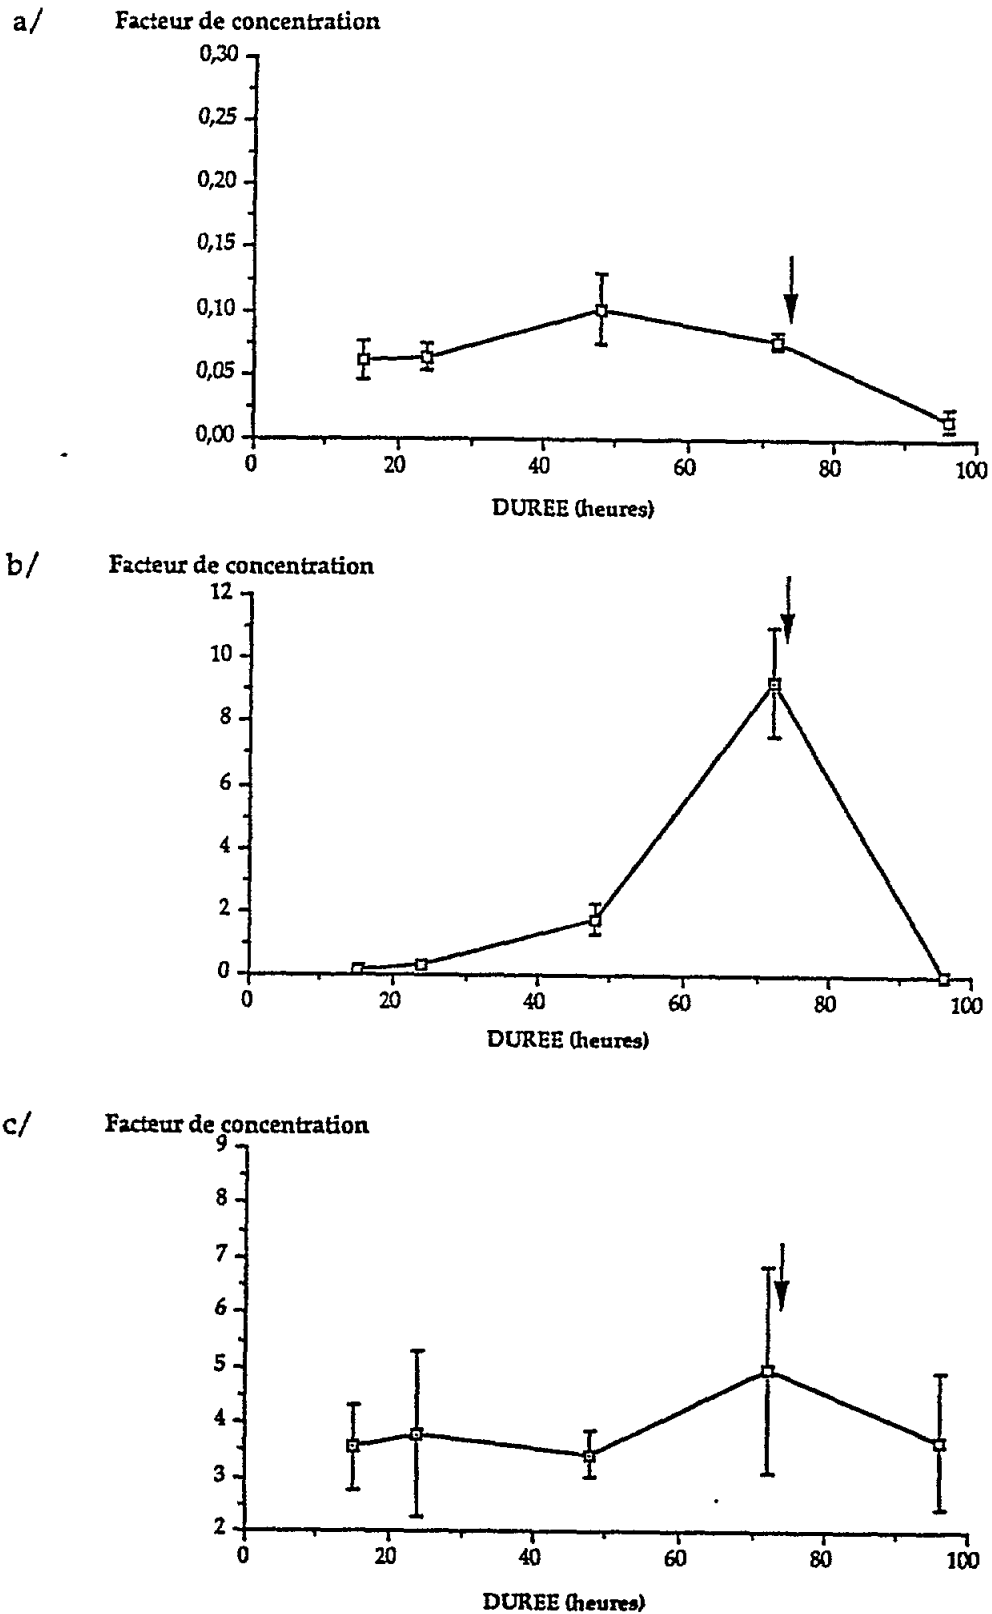 a/
Facteur de concentration
0,30
0,25
0,20
0,15
0,10
0,05
0,00
0 20 40 60 80 100
DUREE (heures)
b/
Facteur de concentration
12
10
8
6
4
2
0
0 20 40 60 80 100
DUREE (heures)
c/
Facteur de concentration
9
8
7
6
5
4
3
2
0 20 40 60 80 100
DUREE (heures)